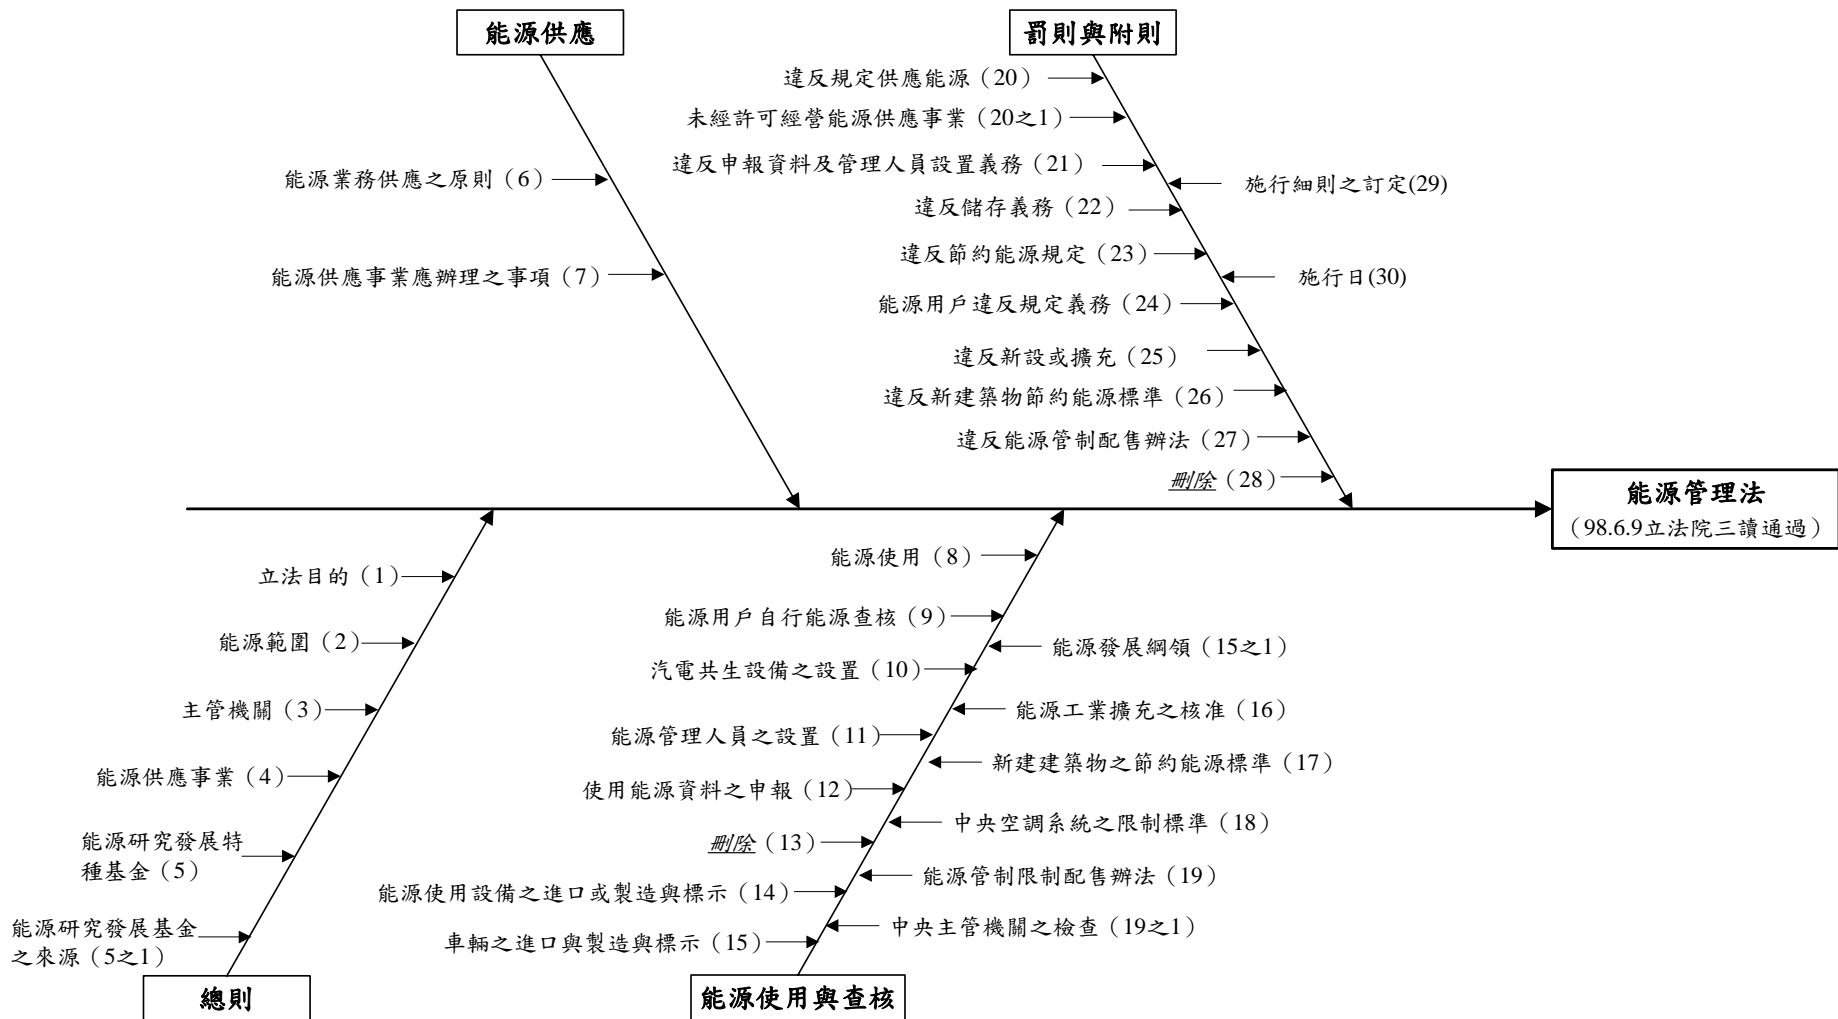 能源供應
能源業務供應之原則（6）
能源供應事業應辦理之事項（7）
罰則與附則
違反規定供應能源（20）
未經許可經營能源供應事業（20之1）
違反申報資料及管理人員設置義務（21）
施行細則之訂定(29)
違反儲存義務（22）
違反節約能源規定（23）
施行日(30)
能源用戶違反規定義務（24）
違反新設或擴充（25）
違反新建築物節約能源標準（26）
違反能源管制配售辦法（27）
刪除（28）
能源管理法
（98.6.9立法院三讀通過）
立法目的（1）
能源範圍（2）
主管機關（3）
能源供應事業（4）
能源研究發展特
種基金（5）
能源研究發展基金
之來源（5之1）
總則
能源使用（8）
能源用戶自行能源查核（9）
能源發展綱領（15之1）
汽電共生設備之設置（10）
能源工業擴充之核准（16）
能源管理人員之設置（11）
新建建築物之節約能源標準（17）
使用能源資料之申報（12）
中央空調系統之限制標準（18）
刪除（13）
能源管制限制配售辦法（19）
能源使用設備之進口或製造與標示（14）
中央主管機關之檢查（19之1）
車輛之進口與製造與標示（15）
能源使用與查核